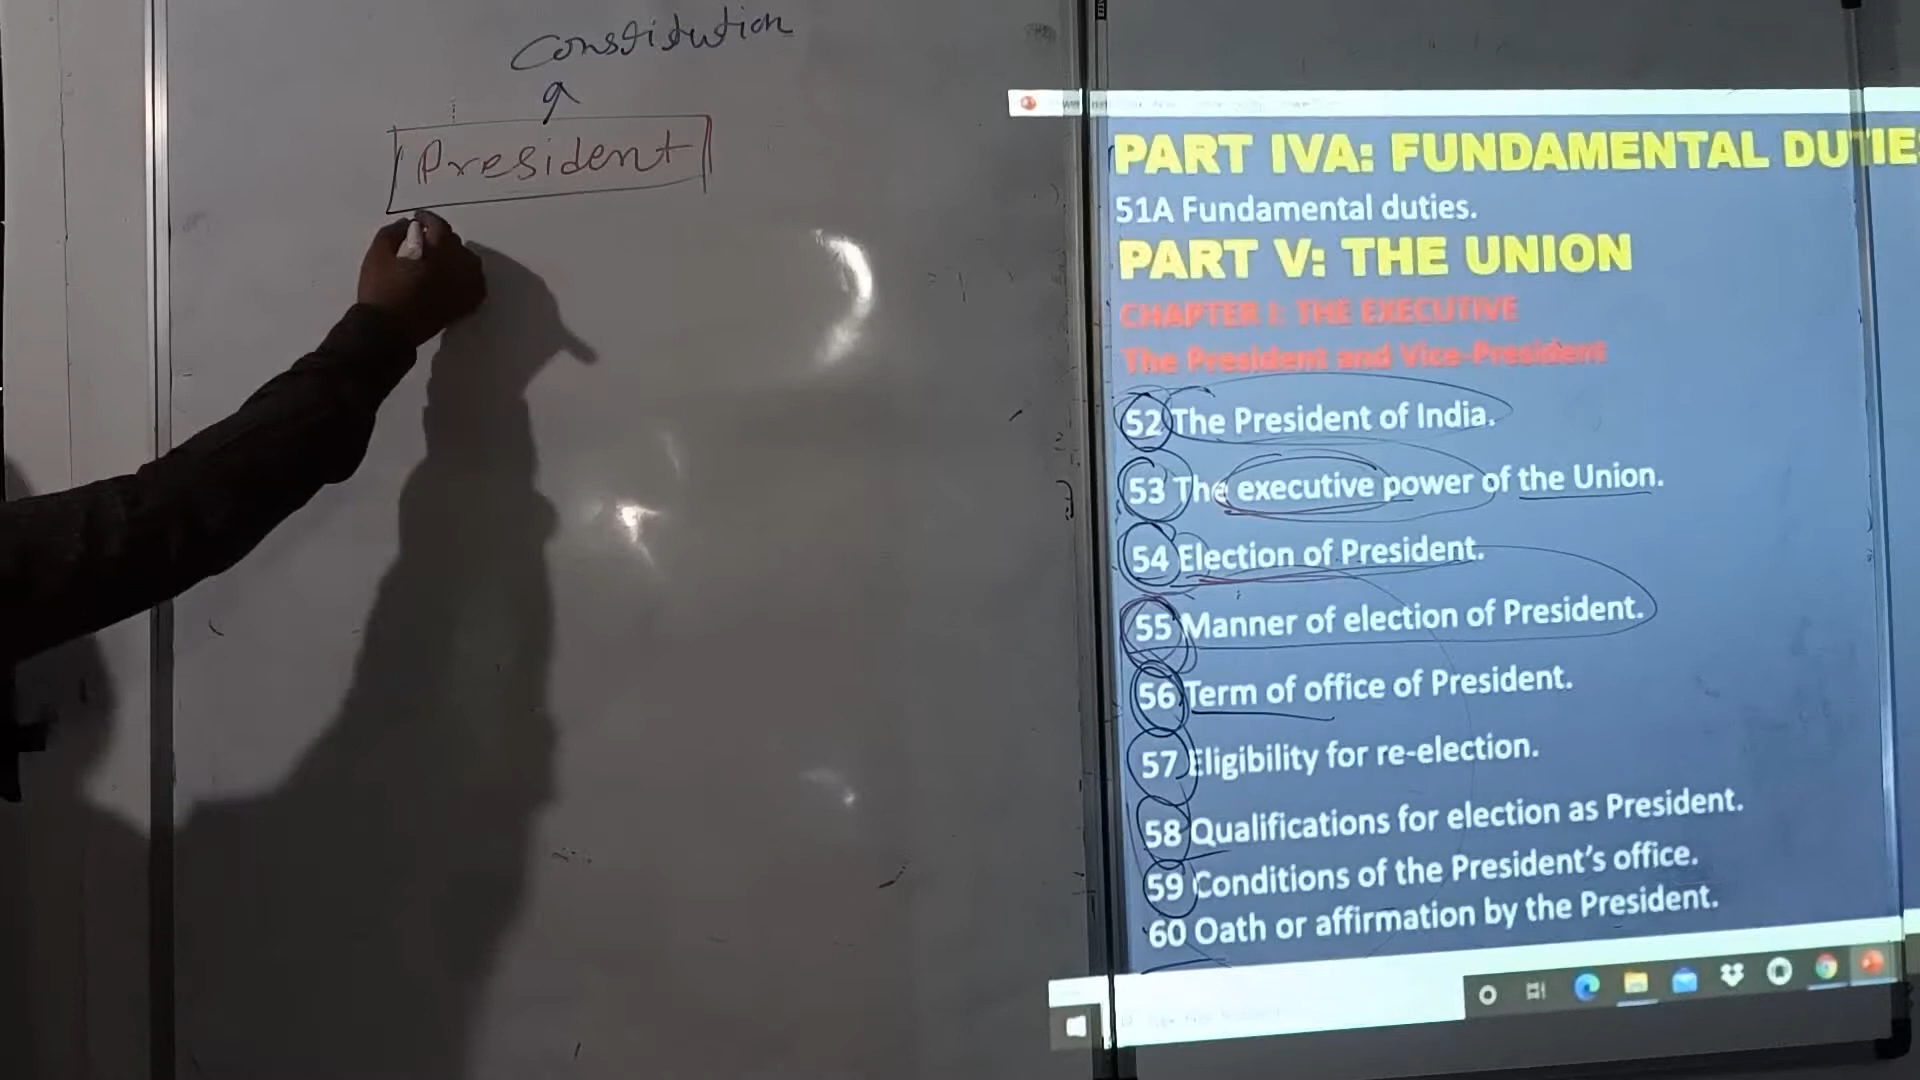 Constitution
President
PART IVA: FUNDAMENTAL DUTIES
51A Fundamental duties.
PART V: THE UNION
CHAPTER I: THE EXECUTIVE
The President and Vice-President
52 The President of India.
53 The executive power of the Union.
54 Election of President.
55 Manner of election of President.
56 Term of office of President.
57 Eligibility for re-election.
58 Qualifications for election as President.
59 Conditions of the President's office.
60 Oath or affirmation by the President.